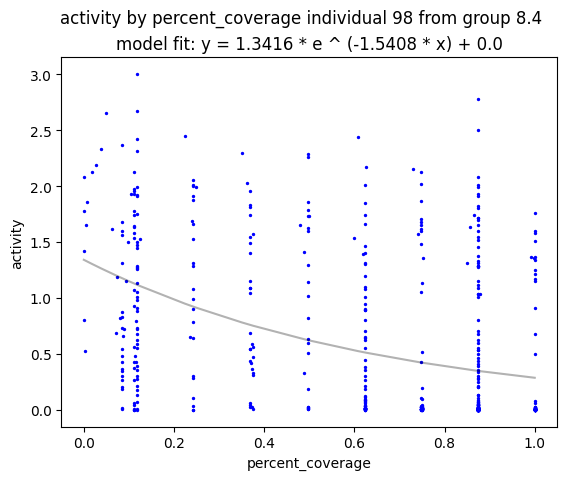 activity by percent_coverage individual 98 from group 8.4
model fit: y = 1.3416 * e ^ (-1.5408 * x) + 0.0
3.0
2.5
2.0
1.5
1.0
0.5
0.0
activity
0.0 0.2 0.4 0.6 0.8 1.0
percent_coverage